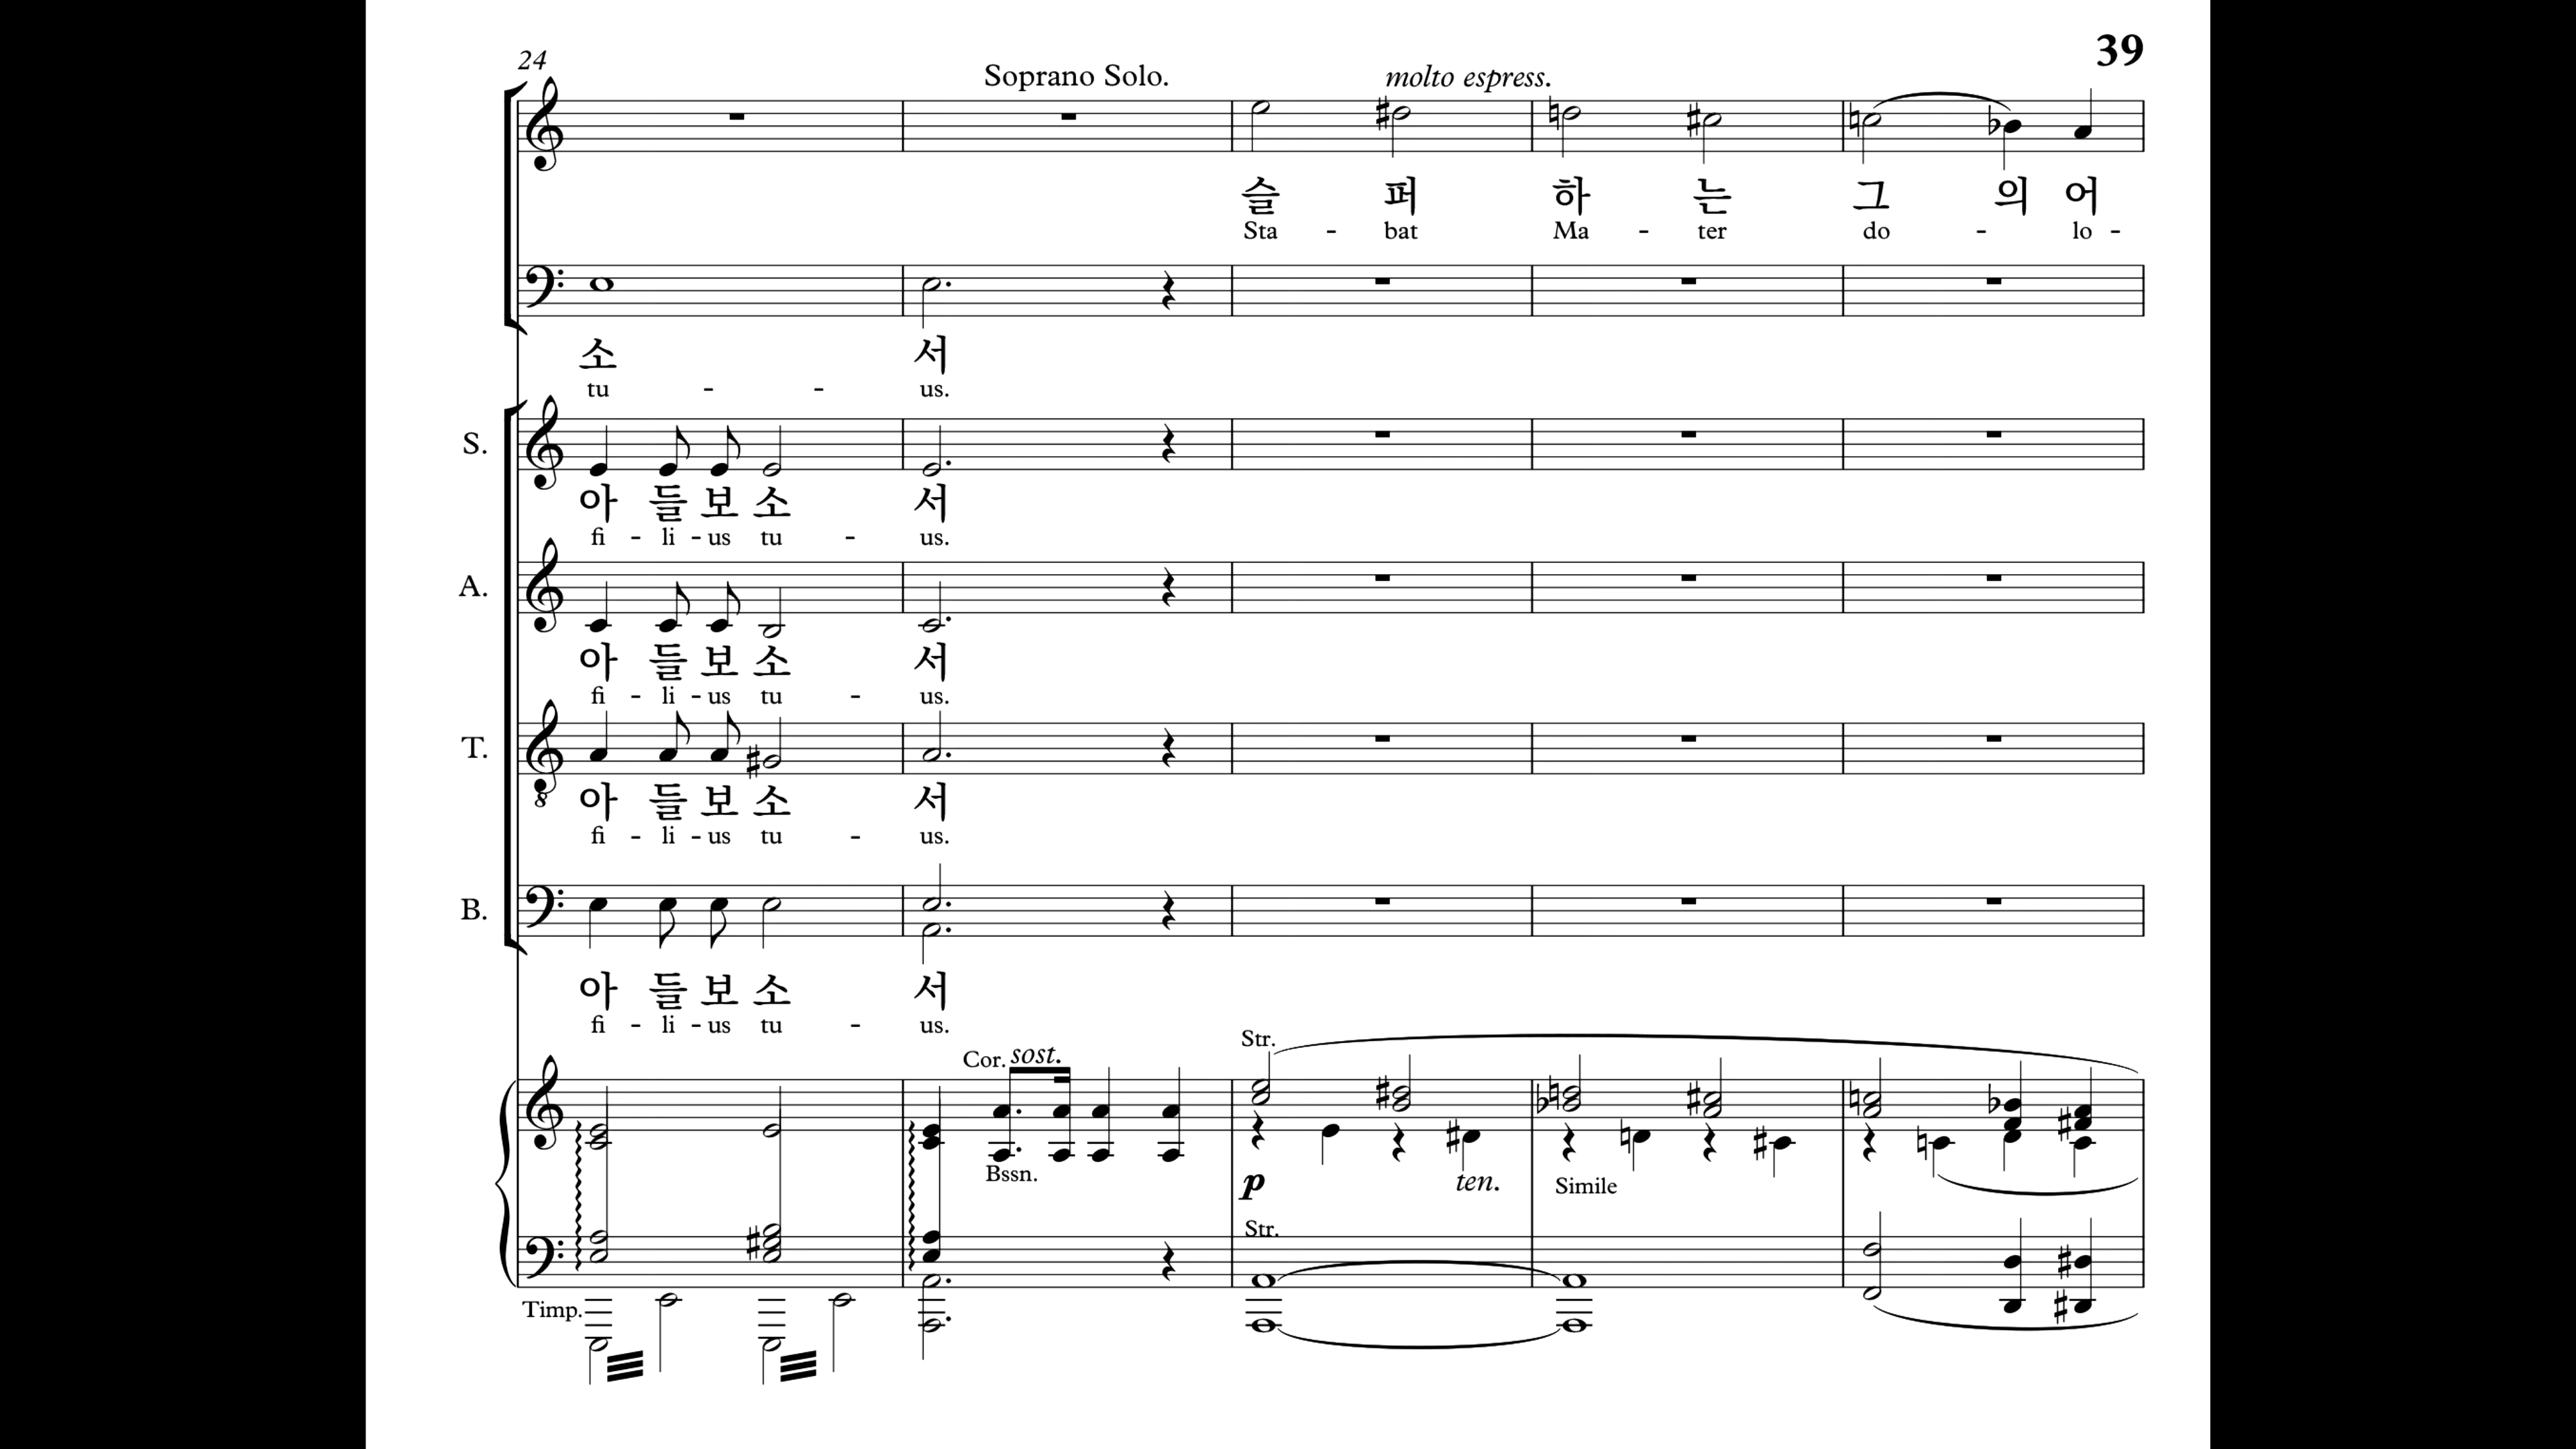 24
39
Soprano Solo.
molto espress.
슬 퍼 하 는 그 의 어
Sta - bat Ma - ter do - lo -
소 서
tu - - us.
S.
아 들 보 소 서
fi - li - us tu - us.
A.
아 들 보 소 서
fi - li - us tu - us.
T.
8
아 들 보 소 서
fi - li - us tu - us.
B.
아 들 보 소 서
fi - li - us tu - us.
Cor. sost.
Str.
Bssn.
p
ten.
Simile
Str.
Timp.